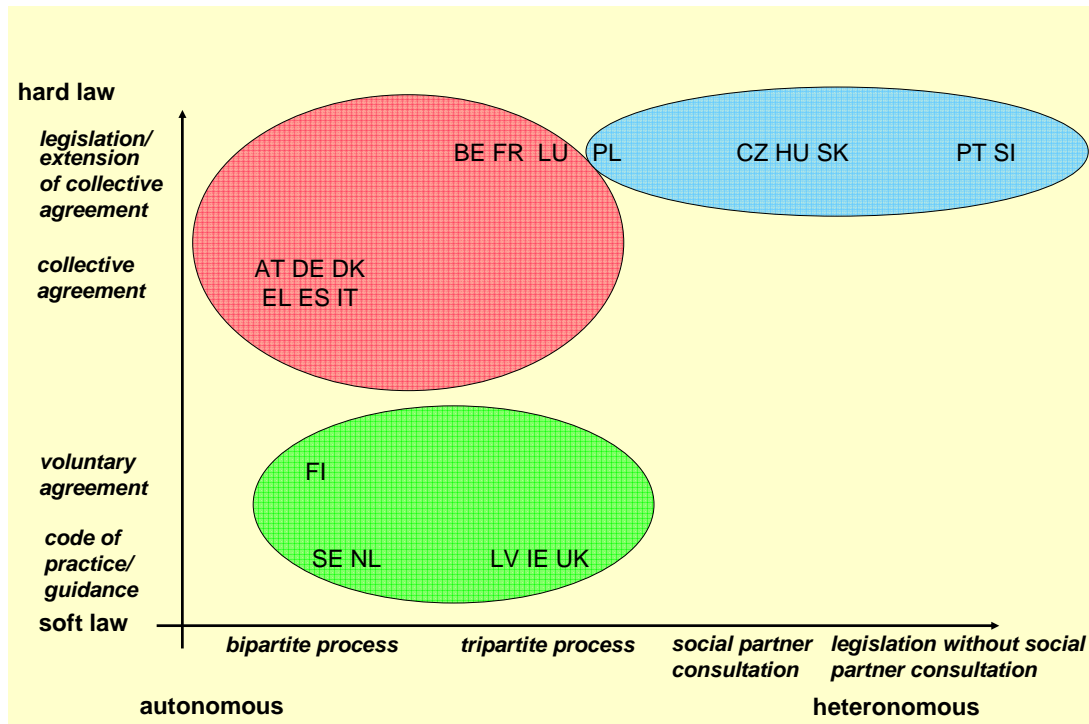 hard law
legislation/
extension
of collective
agreement
BE FR LU PL CZ HU SK PT SI
collective
agreement
AT DE DK
EL ES IT
voluntary
agreement
FI
code of
practice/
guidance
SE NL LV IE UK
soft law
bipartite process
tripartite process
social partner
consultation
legislation without social
partner consultation
autonomous
heteronomous